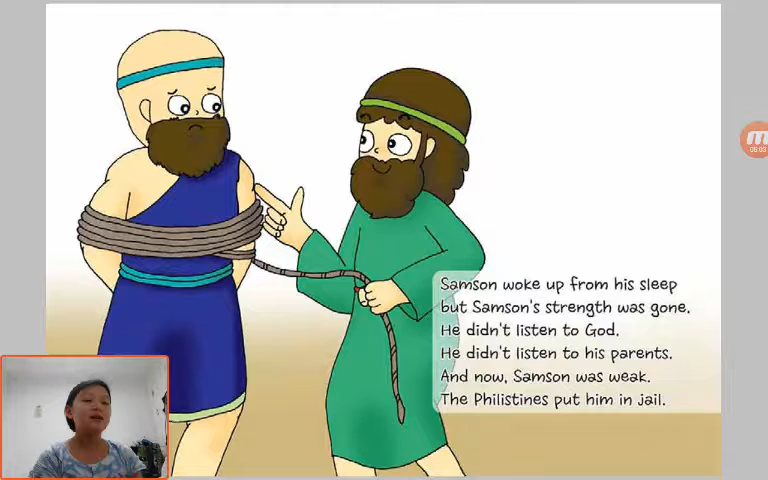 Samson woke up from his sleep
but Samson's strength was gone.
He didn't listen to God.
He didn't listen to his parents.
And now, Samson was weak.
The Philistines put him in jail.